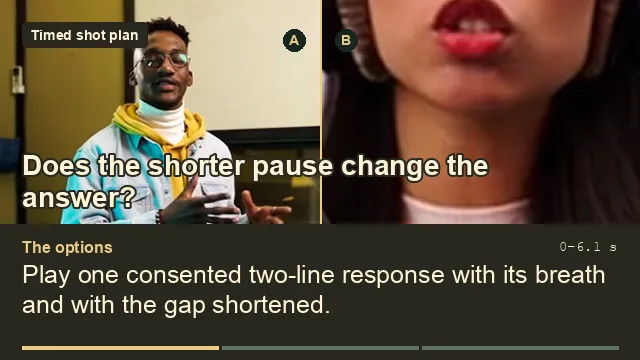 Timed shot plan
A
B
Does the shorter pause change the
answer?
The options
0–6.1 s
Play one consented two-line response with its breath
and with the gap shortened.